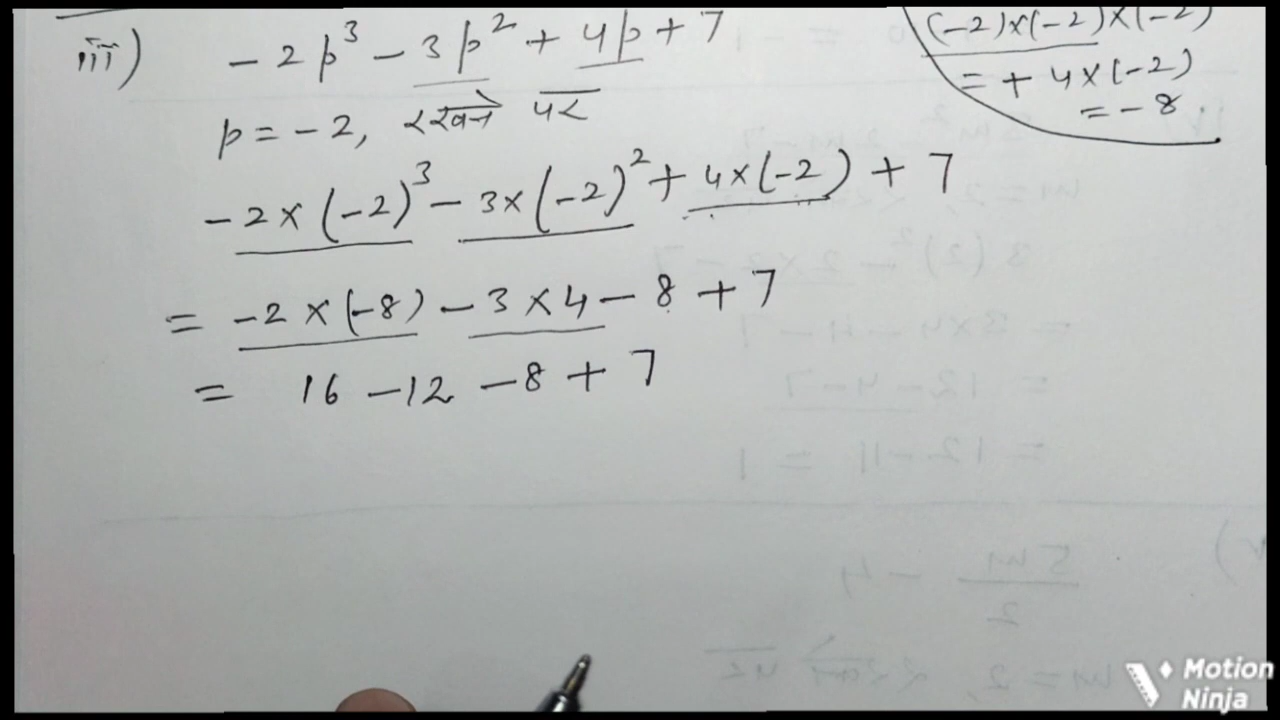 iii) - 2p³ - 3p² + 4p + 7
p = - 2, रखने पर
- 2 × (-2)³ - 3 × (-2)² + 4 × (-2) + 7
= - 2 × (-8) - 3 × 4 - 8 + 7
= 16 - 12 - 8 + 7
(-2) × (-2) × (-2)
= + 4 × (-2)
= - 8
Motion
Ninja